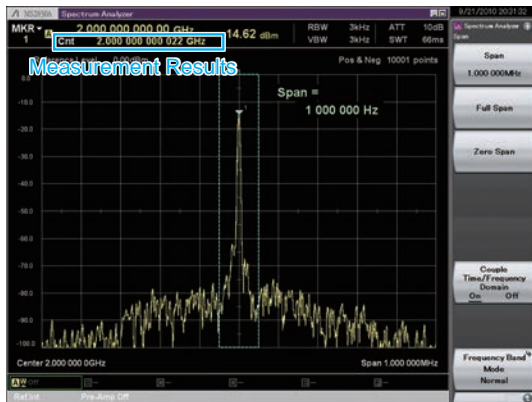 MS2830A Spectrum Analyzer 9/21/2010 20:31:32
MKR 2.000 000 000 00 GHz -14.62 dBm RBW 3kHz ATT 10dB
1 Cnt 2.000 000 000 022 GHz VBW 3kHz SWT 66ms
Reference Level 0.00dBm Pos & Neg 10001 points
Measurement Results
Span =
1 000 000 Hz
1
-10.0
-20.0
-30.0
-40.0
-50.0
-60.0
-70.0
-80.0
-90.0
-100.0
Center 2.000 000 0GHz Span 1.000 000MHz
A Off
Ref.Int Pre-Amp Off
Spectrum Analyzer
Span
Span
1.000 000MHz
Full Span
Zero Span
Couple
Time/Frequency
Domain
On Off
Frequency Band
Mode
Normal